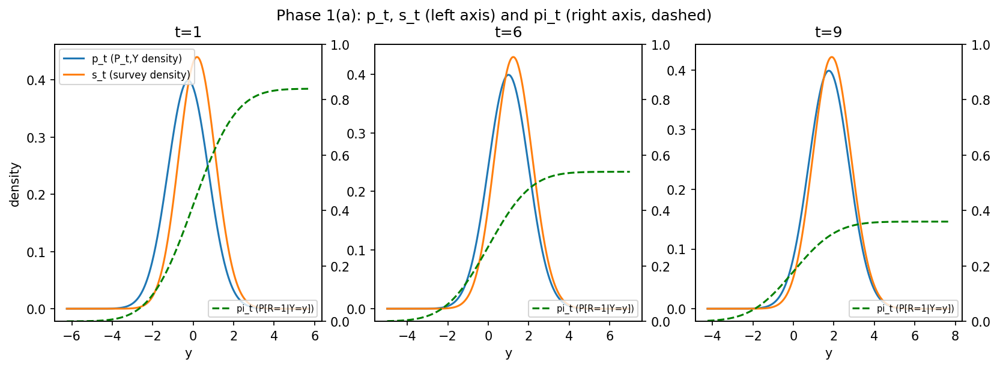 Phase 1(a): p_t, s_t (left axis) and pi_t (right axis, dashed)
t=1
t=6
t=9
p_t (P_t,Y density)
s_t (survey density)
density
0.4
0.3
0.2
0.1
0.0
1.0
0.8
0.6
0.4
0.2
0.0
pi_t (P[R=1|Y=y])
−6 −4 −2 0 2 4 6
y
0.4
0.3
0.2
0.1
0.0
1.0
0.8
0.6
0.4
0.2
0.0
pi_t (P[R=1|Y=y])
−4 −2 0 2 4 6
y
0.4
0.3
0.2
0.1
0.0
1.0
0.8
0.6
0.4
0.2
0.0
pi_t (P[R=1|Y=y])
−4 −2 0 2 4 6 8
y